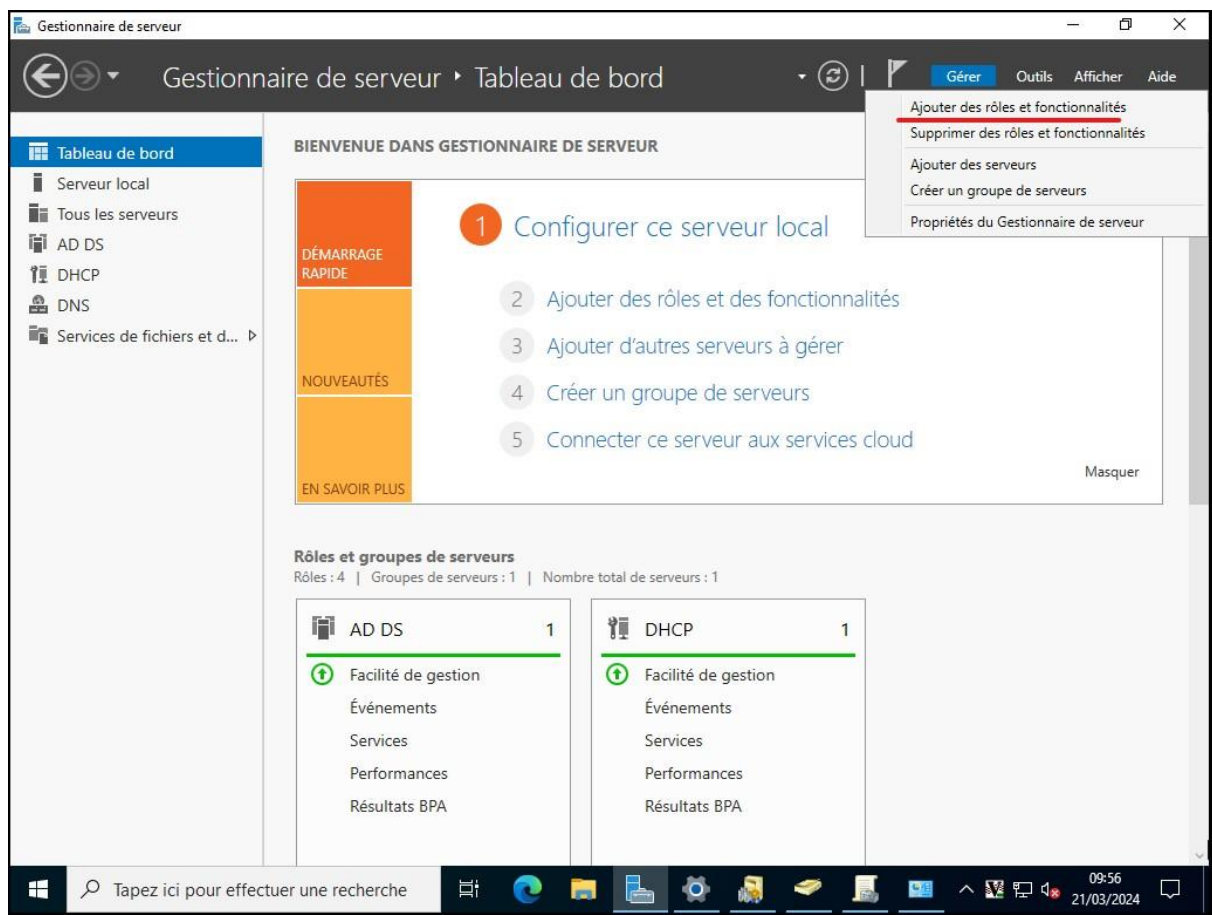 Gestionnaire de serveur
Gestionnaire de serveur ‣ Tableau de bord
Gérer Outils Afficher Aide
Ajouter des rôles et fonctionnalités
Supprimer des rôles et fonctionnalités
Ajouter des serveurs
Créer un groupe de serveurs
Propriétés du Gestionnaire de serveur
Tableau de bord
Serveur local
Tous les serveurs
AD DS
DHCP
DNS
Services de fichiers et d...
BIENVENUE DANS GESTIONNAIRE DE SERVEUR
DÉMARRAGE
RAPIDE
NOUVEAUTÉS
EN SAVOIR PLUS
1 Configurer ce serveur local
2 Ajouter des rôles et des fonctionnalités
3 Ajouter d’autres serveurs à gérer
4 Créer un groupe de serveurs
5 Connecter ce serveur aux services cloud
Masquer
Rôles et groupes de serveurs
Rôles : 4 | Groupes de serveurs : 1 | Nombre total de serveurs : 1
AD DS 1
Facilité de gestion
Événements
Services
Performances
Résultats BPA
DHCP 1
Facilité de gestion
Événements
Services
Performances
Résultats BPA
Tapez ici pour effectuer une recherche
09:56
21/03/2024